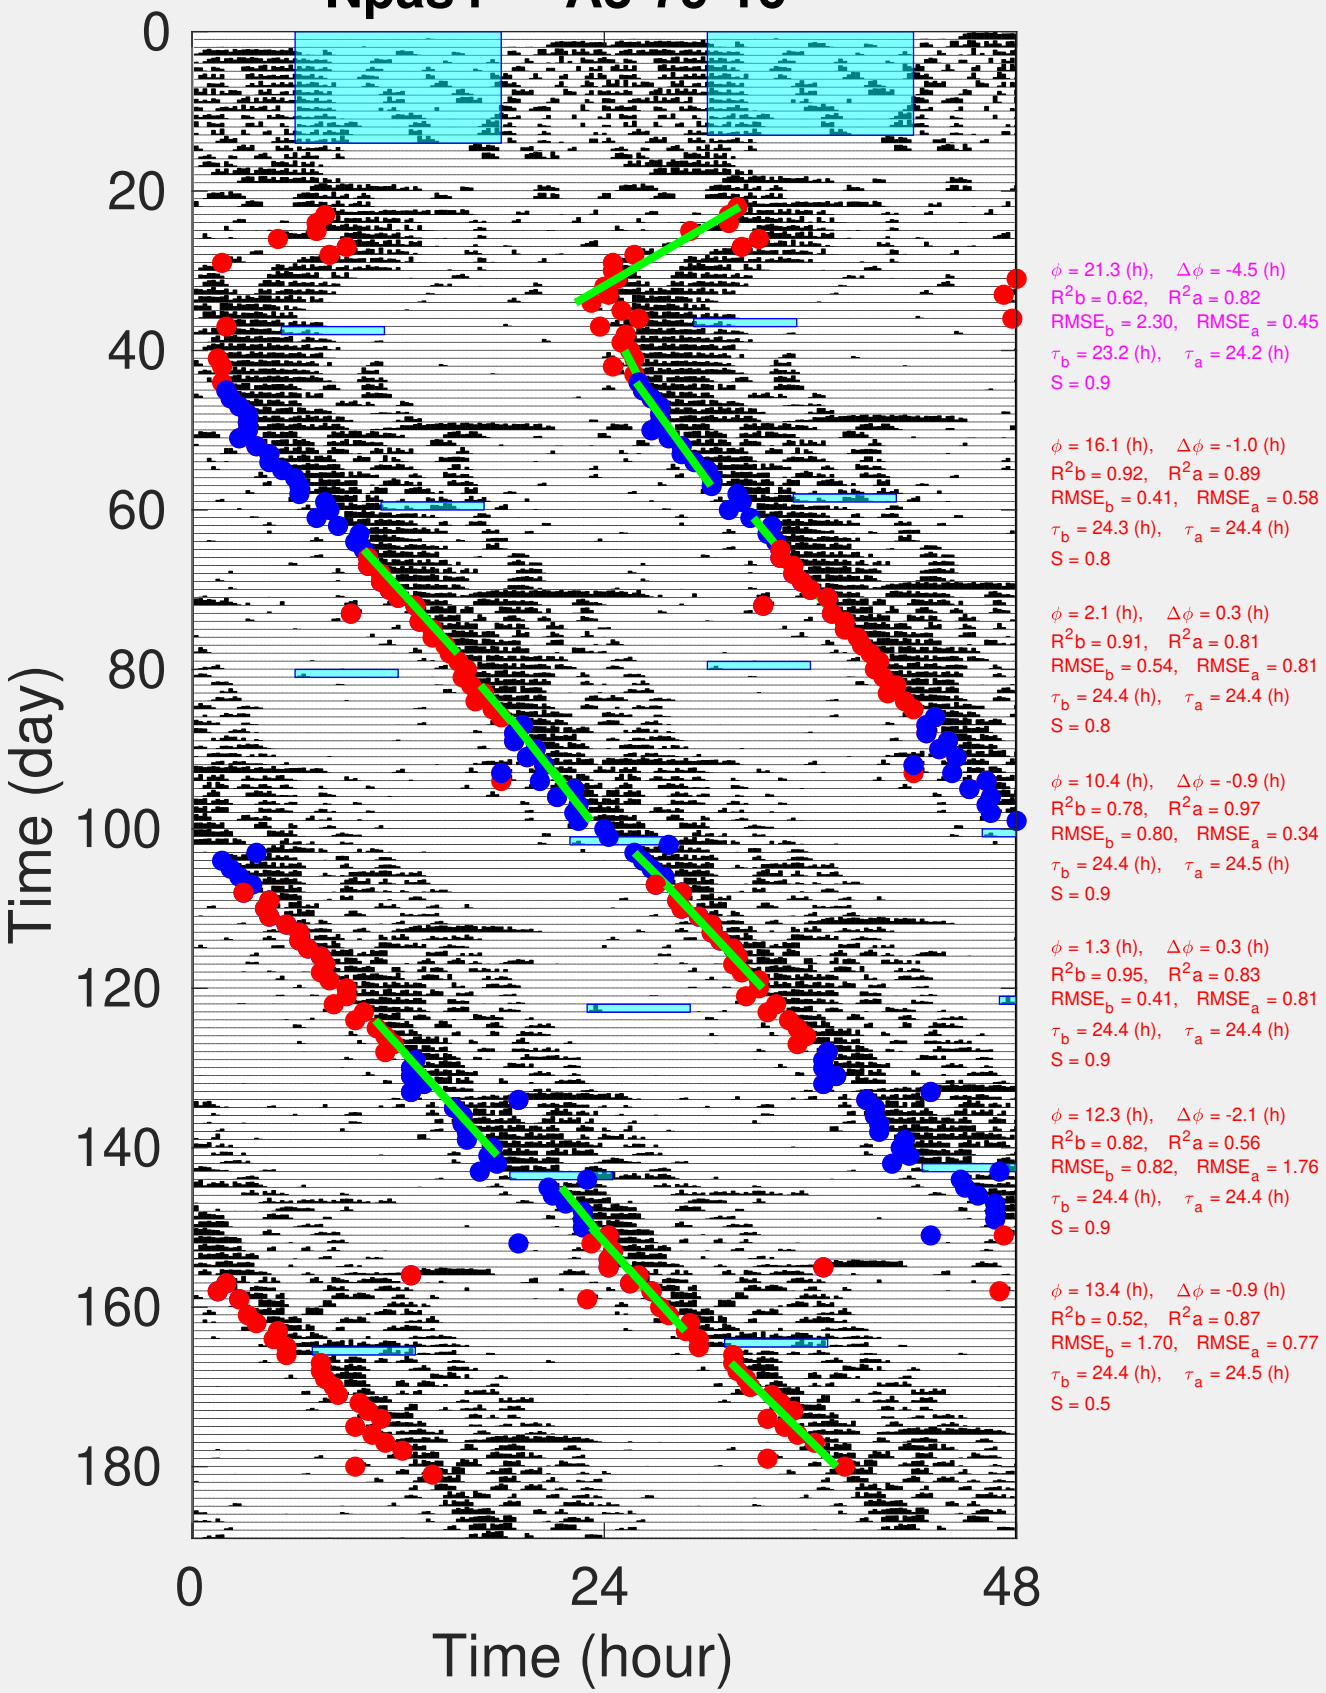 0
20
40
60
80
100
120
140
160
180
Time (day)
0 24 48
Time (hour)
ϕ = 21.3 (h), Δϕ = -4.5 (h)
R²b = 0.62, R²a = 0.82
RMSE_b = 2.30, RMSE_a = 0.45
τ_b = 23.2 (h), τ_a = 24.2 (h)
S = 0.9
ϕ = 16.1 (h), Δϕ = -1.0 (h)
R²b = 0.92, R²a = 0.89
RMSE_b = 0.41, RMSE_a = 0.58
τ_b = 24.3 (h), τ_a = 24.4 (h)
S = 0.8
ϕ = 2.1 (h), Δϕ = 0.3 (h)
R²b = 0.91, R²a = 0.81
RMSE_b = 0.54, RMSE_a = 0.81
τ_b = 24.4 (h), τ_a = 24.4 (h)
S = 0.8
ϕ = 10.4 (h), Δϕ = -0.9 (h)
R²b = 0.78, R²a = 0.97
RMSE_b = 0.80, RMSE_a = 0.34
τ_b = 24.4 (h), τ_a = 24.5 (h)
S = 0.9
ϕ = 1.3 (h), Δϕ = 0.3 (h)
R²b = 0.95, R²a = 0.83
RMSE_b = 0.41, RMSE_a = 0.81
τ_b = 24.4 (h), τ_a = 24.4 (h)
S = 0.9
ϕ = 12.3 (h), Δϕ = -2.1 (h)
R²b = 0.82, R²a = 0.56
RMSE_b = 0.82, RMSE_a = 1.76
τ_b = 24.4 (h), τ_a = 24.4 (h)
S = 0.9
ϕ = 13.4 (h), Δϕ = -0.9 (h)
R²b = 0.52, R²a = 0.87
RMSE_b = 1.70, RMSE_a = 0.77
τ_b = 24.4 (h), τ_a = 24.5 (h)
S = 0.5